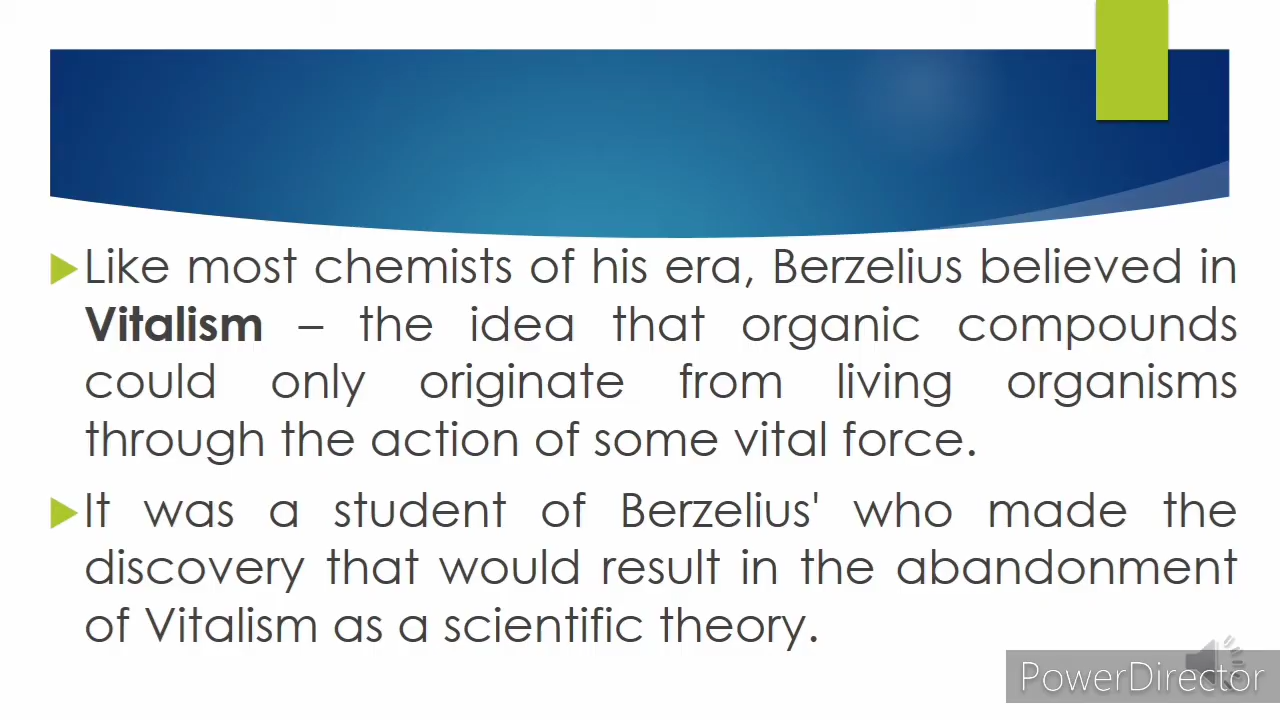 Like most chemists of his era, Berzelius believed in
Vitalism – the idea that organic compounds
could only originate from living organisms
through the action of some vital force.
It was a student of Berzelius' who made the
discovery that would result in the abandonment
of Vitalism as a scientific theory.
PowerDirector